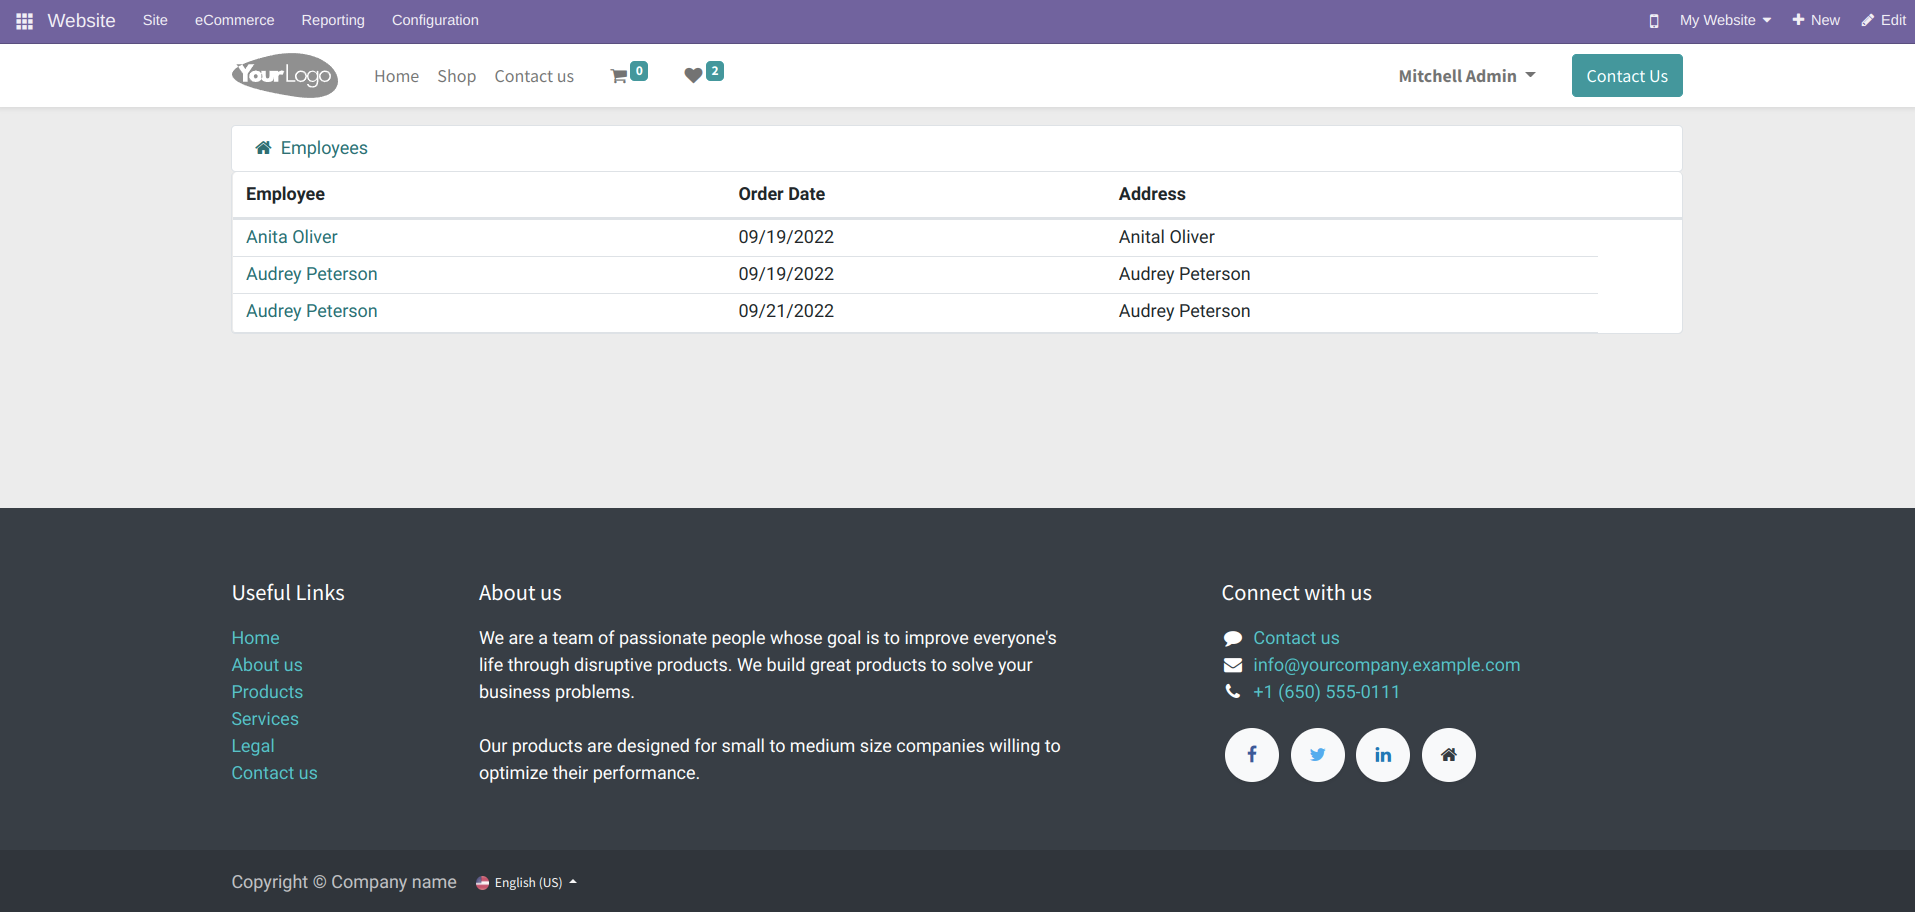 Website Site eCommerce Reporting Configuration My Website New Edit
YourLogo Home Shop Contact us 0 2 Mitchell Admin Contact Us
Employees
Employee Order Date Address
Anita Oliver 09/19/2022 Anital Oliver
Audrey Peterson 09/19/2022 Audrey Peterson
Audrey Peterson 09/21/2022 Audrey Peterson
Useful Links
Home
About us
Products
Services
Legal
Contact us
About us
We are a team of passionate people whose goal is to improve everyone's
life through disruptive products. We build great products to solve your
business problems.
Our products are designed for small to medium size companies willing to
optimize their performance.
Connect with us
Contact us
info@yourcompany.example.com
+1 (650) 555-0111
Copyright © Company name English (US)